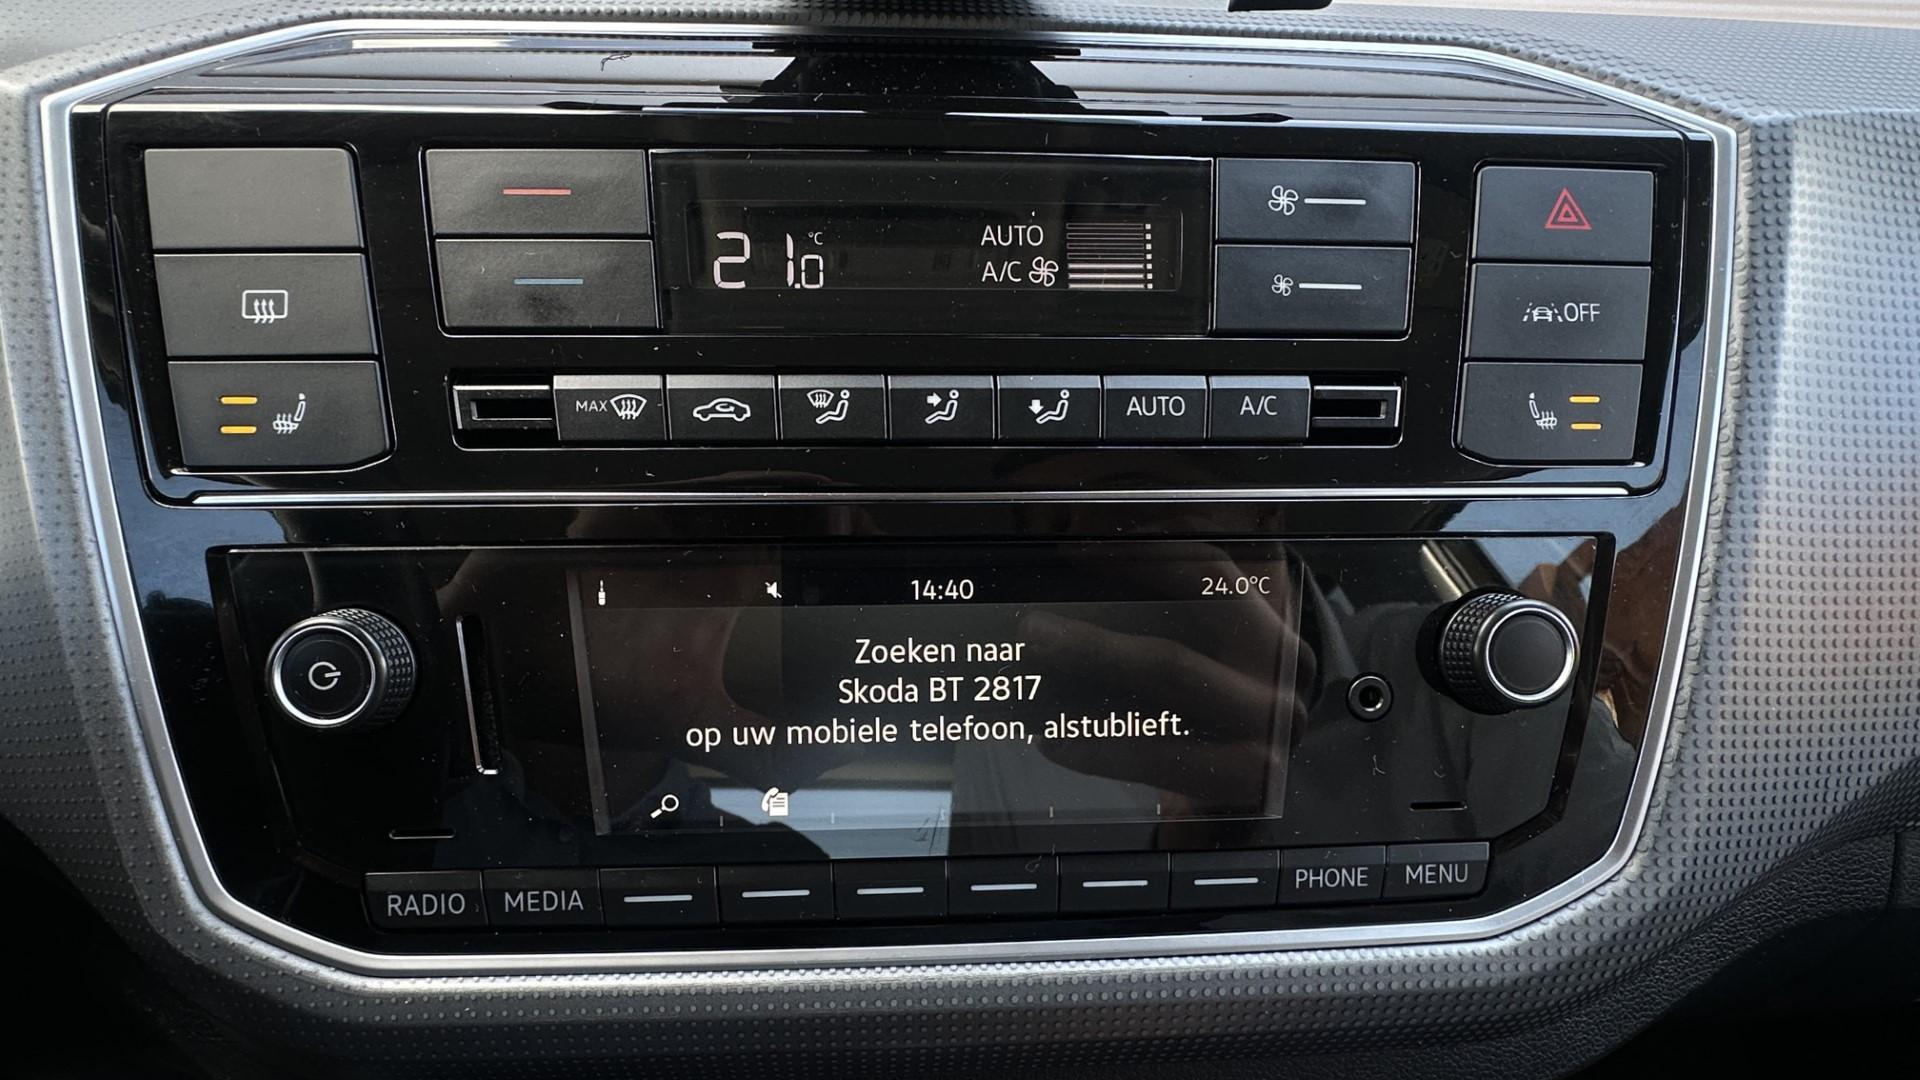 21.0 °C
AUTO
A/C
OFF
MAX
AUTO
A/C
14:40
24.0°C
Zoeken naar
Skoda BT 2817
op uw mobiele telefoon, alstublieft.
RADIO
MEDIA
PHONE
MENU